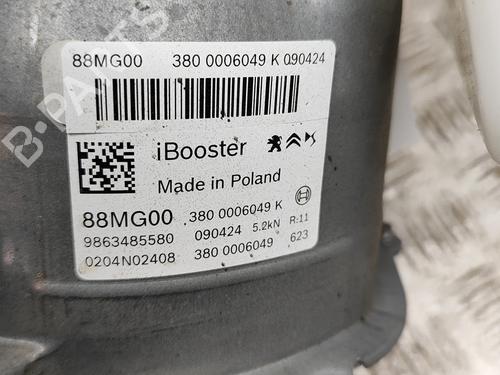 88MG00 380 0006049 K 090424
B-PARTS
iBooster
Made in Poland
88MG00 380 0006049 K
9863485580 090424 5.2kN R:11
0204N02408 380 0006049 623